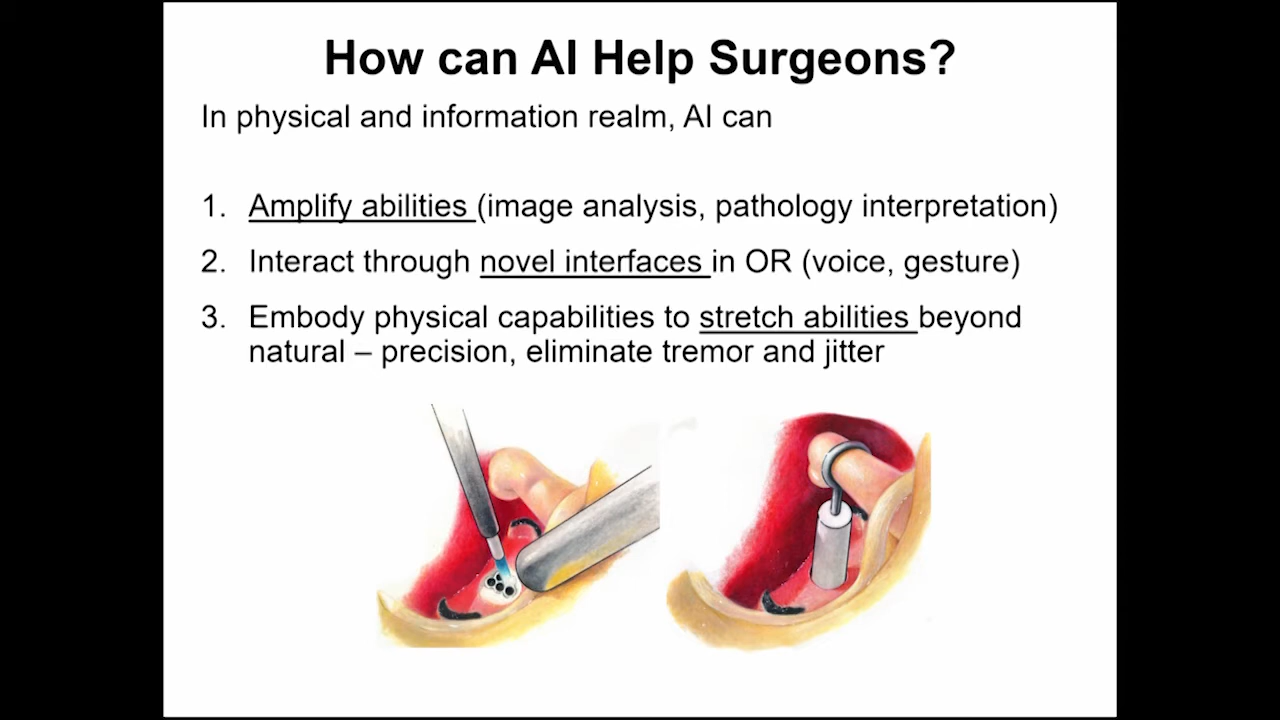 How can AI Help Surgeons?
In physical and information realm, AI can
1. Amplify abilities (image analysis, pathology interpretation)
2. Interact through novel interfaces in OR (voice, gesture)
3. Embody physical capabilities to stretch abilities beyond
natural – precision, eliminate tremor and jitter